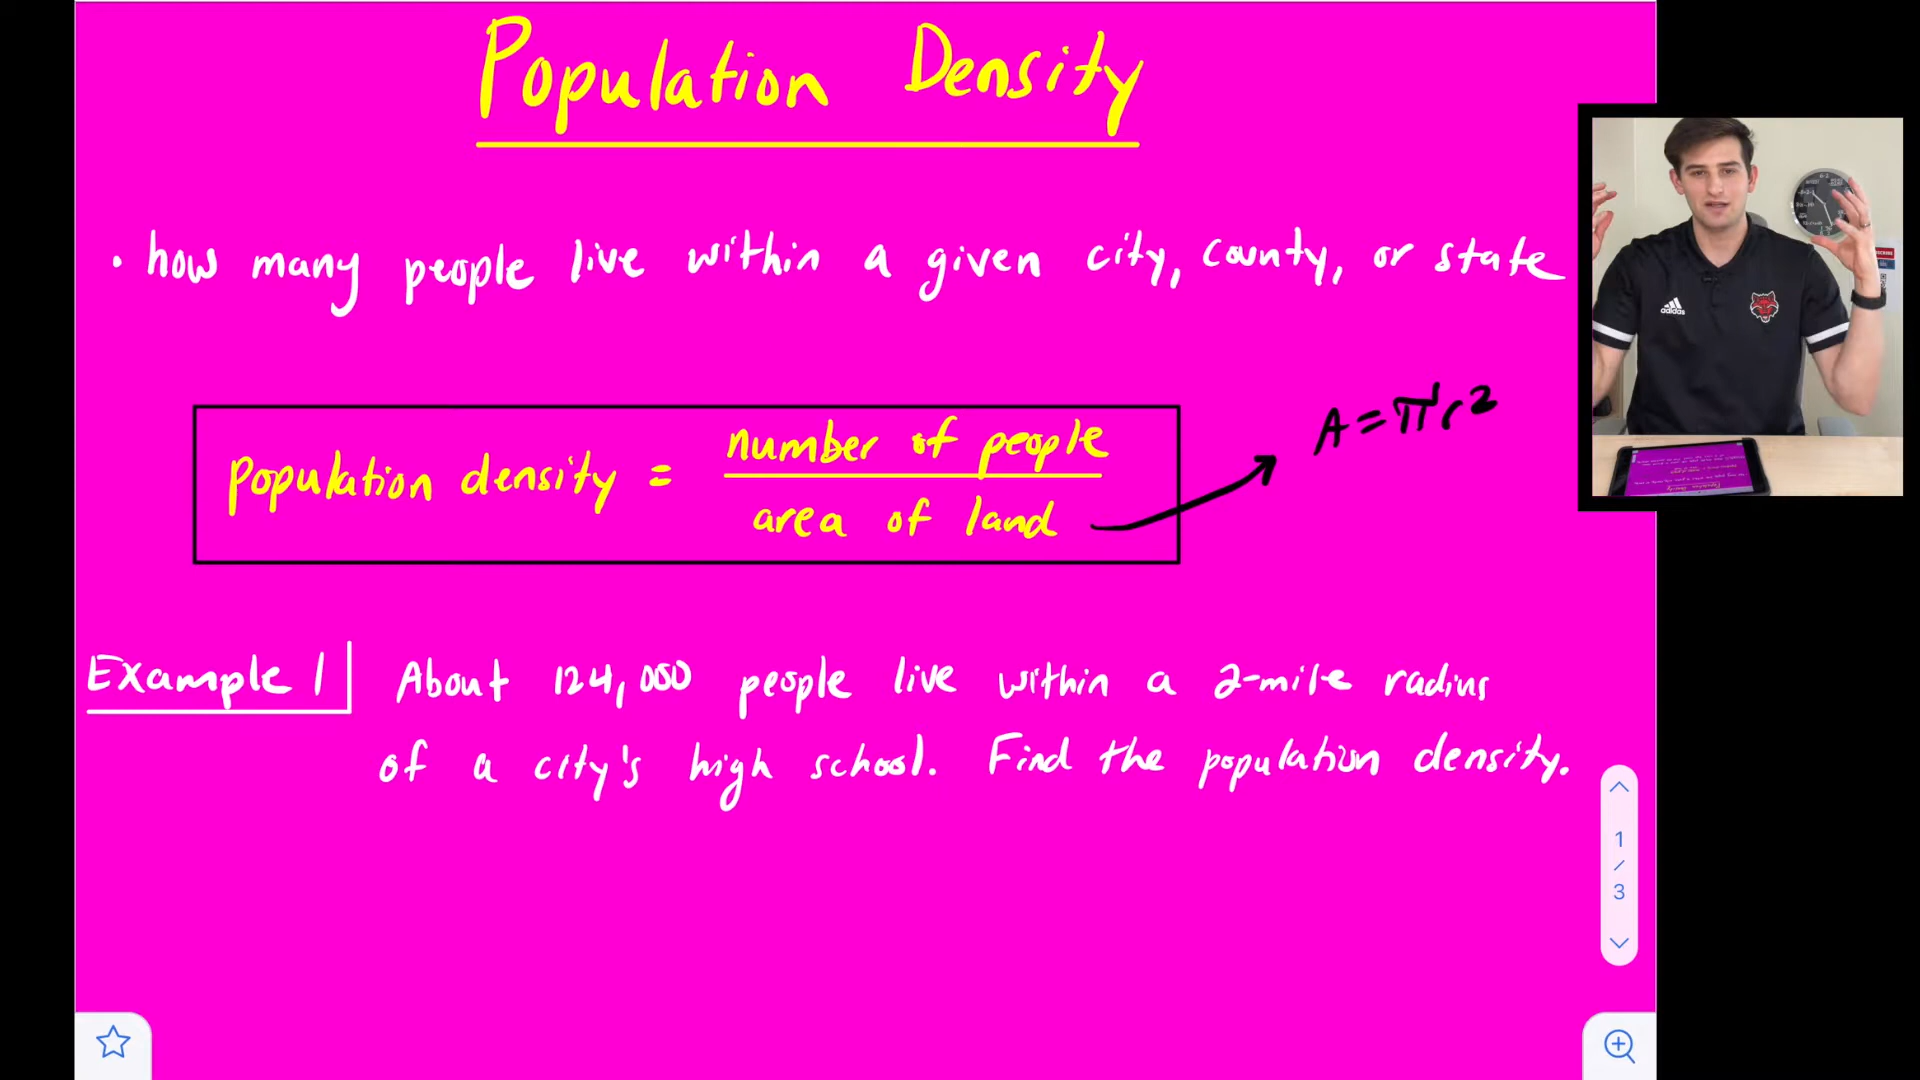 Population Density
• how many people live within a given city, county, or state
population density = number of people
area of land
A = πr²
adidas
Example 1 About 124,000 people live within a 2-mile radius
of a city's high school. Find the population density.
1
/
3